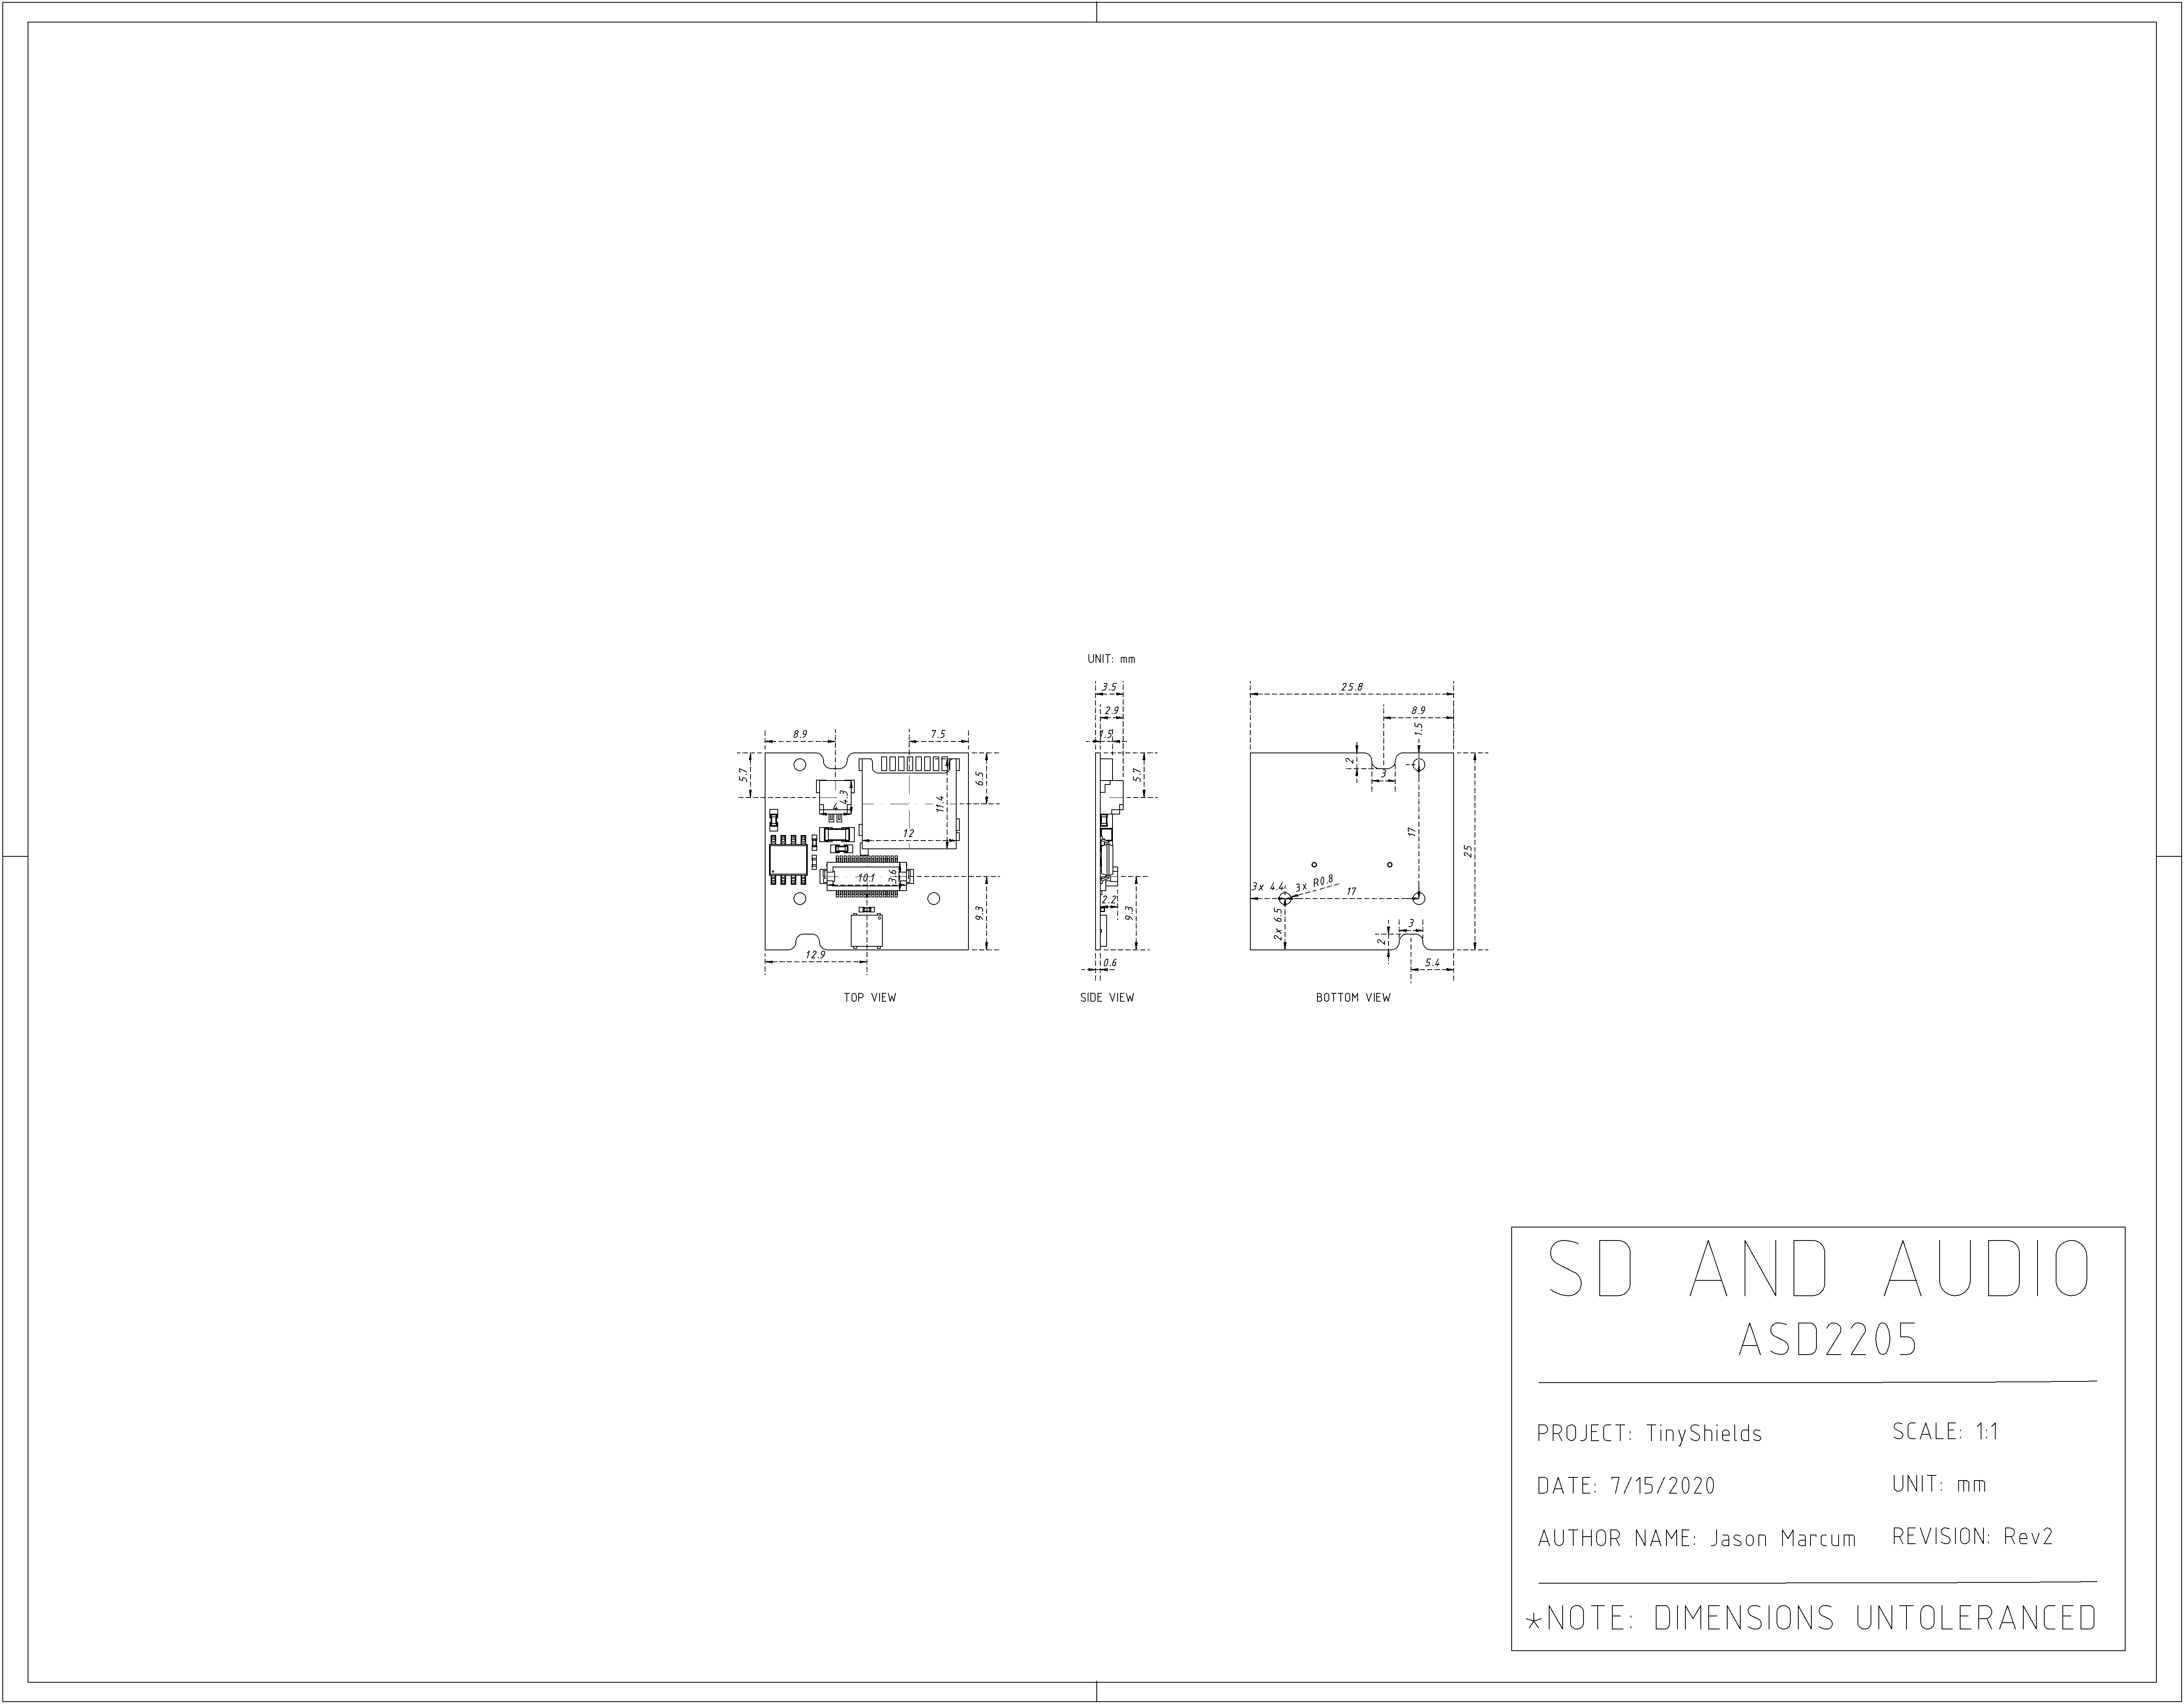 UNIT: mm
8.9
7.5
5.7
6.5
4.3
4
11.4
12
10.1
3.6
9.3
12.9
TOP VIEW
3.5
2.9
1.5
5.7
2.2
9.3
0.6
SIDE VIEW
25.8
8.9
1.5
2
3
17
25
3x 4.4
3x R0.8
17
2x 6.5
3
2
5.4
BOTTOM VIEW
SD AND AUDIO
ASD2205
PROJECT: TinyShields
SCALE: 1:1
DATE: 7/15/2020
UNIT: mm
AUTHOR NAME: Jason Marcum
REVISION: Rev2
*NOTE: DIMENSIONS UNTOLERANCED